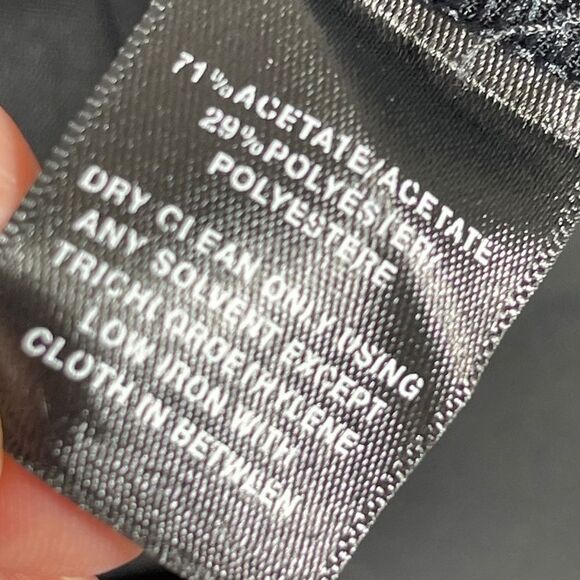 71% ACETATE/ACETATE
29% POLYESTER/
POLYESTERE
DRY CLEAN ONLY USING
ANY SOLVENT EXCEPT
TRICHLOROETHYLENE
LOW IRON WITH
CLOTH IN BETWEEN